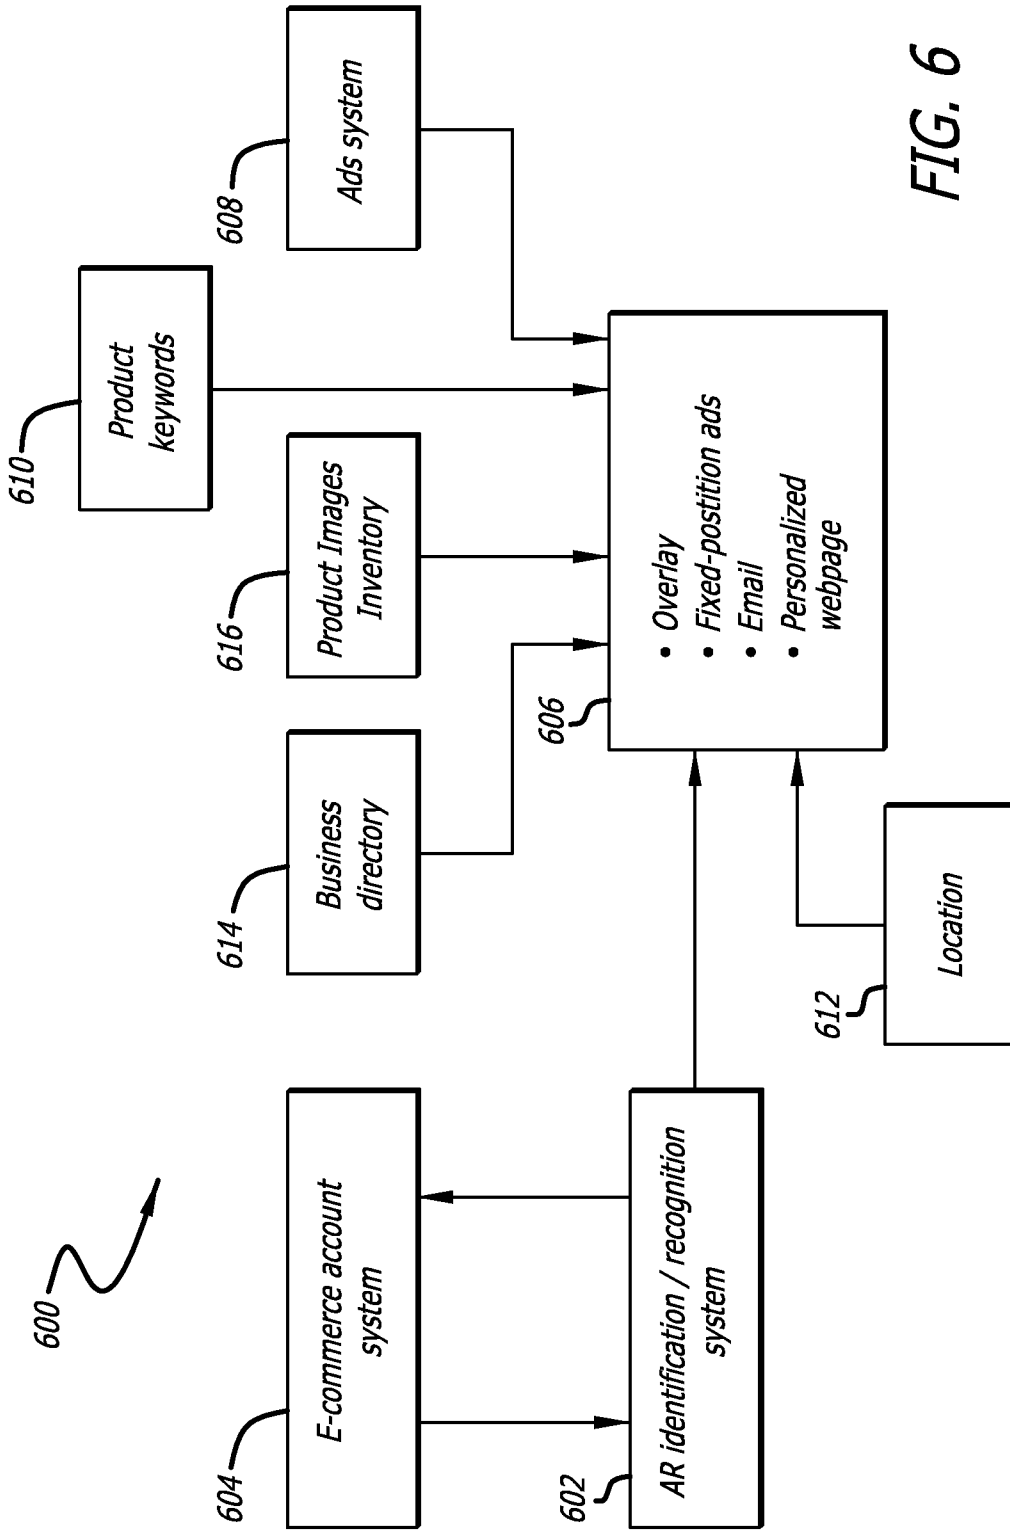 600
604
E-commerce account
system
602
AR identification / recognition
system
614
Business
directory
616
Product Images
Inventory
610
Product
keywords
608
Ads system
606
• Overlay
• Fixed-postition ads
• Email
• Personalized
webpage
612
Location
FIG. 6